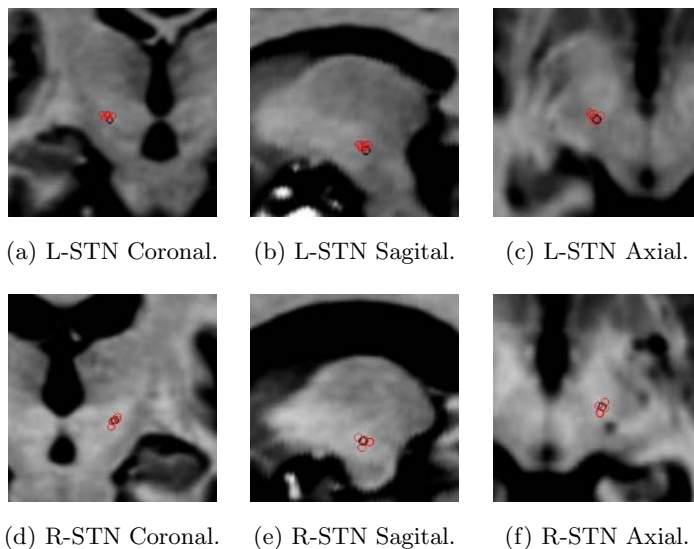 (a) L-STN Coronal. (b) L-STN Sagital. (c) L-STN Axial.
(d) R-STN Coronal. (e) R-STN Sagital. (f) R-STN Axial.